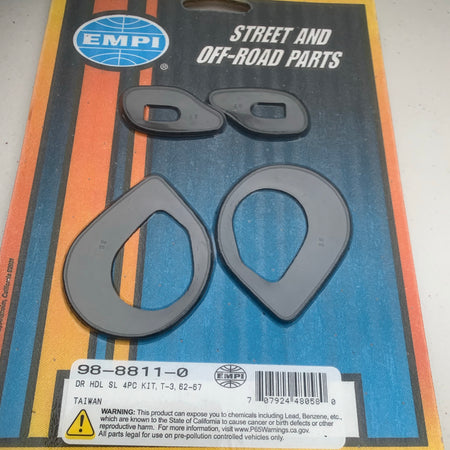 EMPI
®
STREET AND
OFF-ROAD PARTS
98-8811-0
DR HDL SL 4PC KIT, T-3, 62-67
TAIWAN
EMPI
7 07924 48050 0
WARNING: This product can expose you to chemicals including Lead, Benzene, etc.,
which are known to the State of California to cause cancer or birth defects or other
reproductive harm. For more information visit www.P65Warnings.ca.gov.
All parts legal for use on pre-pollution controlled vehicles only.